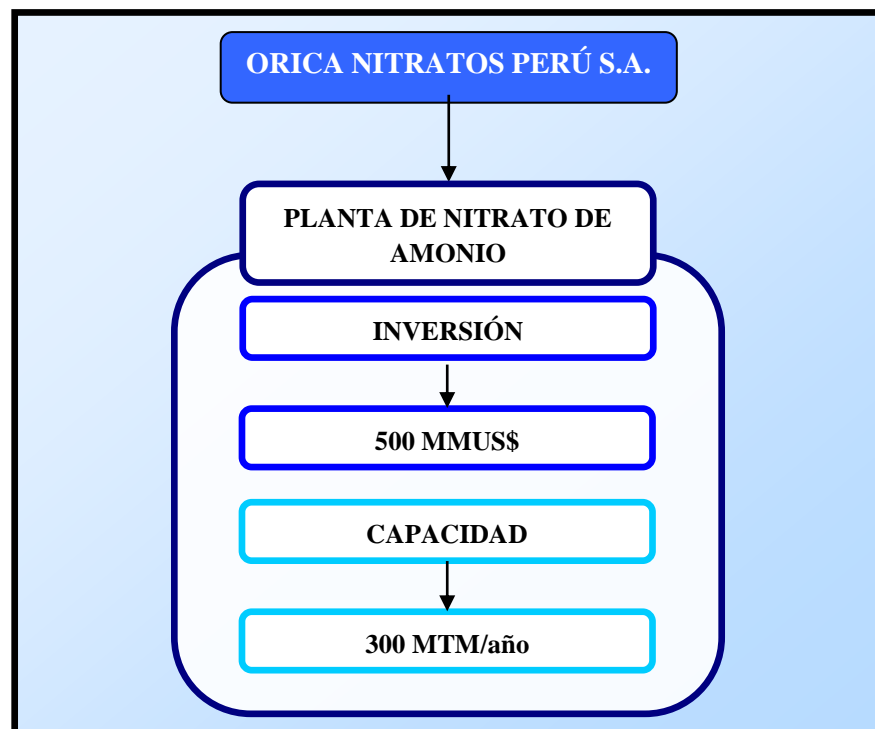 ORICA NITRATOS PERÚ S.A.
PLANTA DE NITRATO DE
AMONIO
INVERSIÓN
500 MMUS$
CAPACIDAD
300 MTM/año